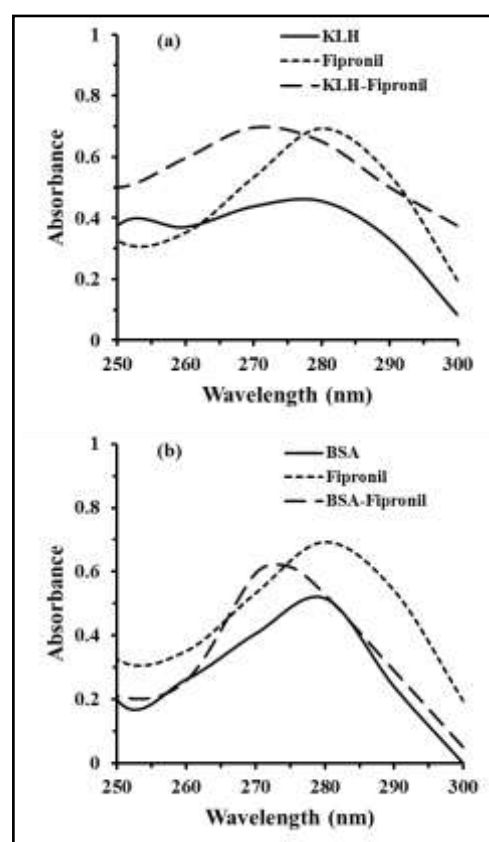 (a)
KLH
Fipronil
KLH-Fipronil
1
0.8
0.6
0.4
0.2
0
Absorbance
250 260 270 280 290 300
Wavelength (nm)
(b)
BSA
Fipronil
BSA-Fipronil
1
0.8
0.6
0.4
0.2
0
Absorbance
250 260 270 280 290 300
Wavelength (nm)